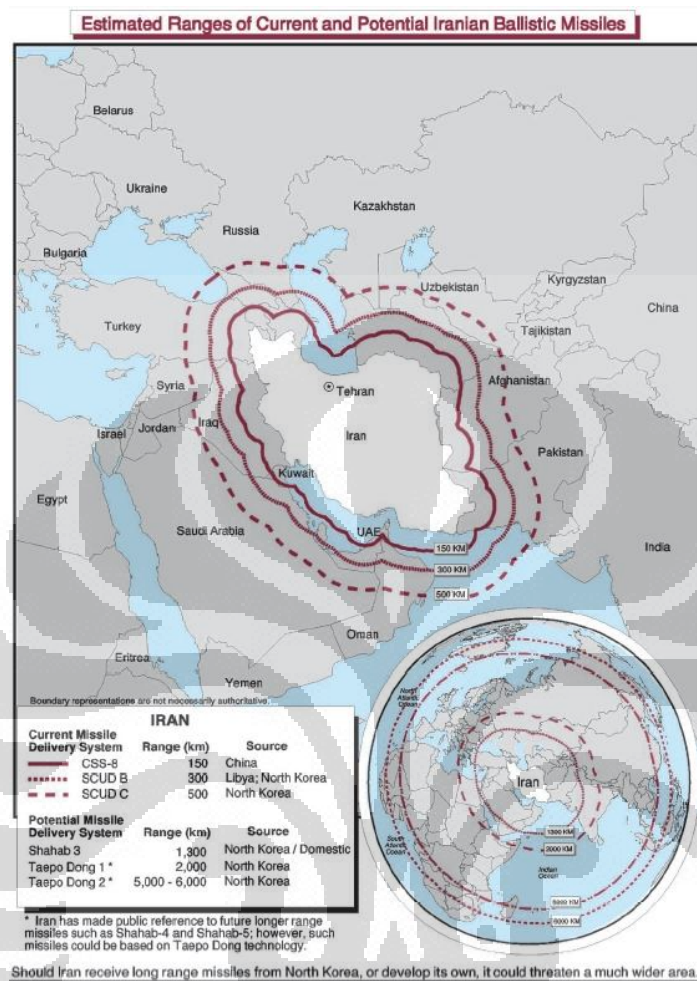 Estimated Ranges of Current and Potential Iranian Ballistic Missiles
Belarus
Ukraine
Kazakhstan
Russia
Bulgaria
Uzbekistan
Kyrgyzstan
China
Turkey
Tajikistan
Syria
Afghanistan
Tehran
Israel
Jordan
Iraq
Iran
Pakistan
Kuwait
Egypt
Saudi Arabia
UAE
150 KM
India
300 KM
500 KM
Oman
Eritrea
Yemen
Boundary representations are not necessarily authoritative.
IRAN
Current Missile
Delivery System Range (km) Source
CSS-8 150 China
SCUD B 300 Libya; North Korea
SCUD C 500 North Korea
Potential Missile
Delivery System Range (km) Source
Shahab 3 1,300 North Korea / Domestic
Taepo Dong 1 * 2,000 North Korea
Taepo Dong 2 * 5,000 - 6,000 North Korea
* Iran has made public reference to future longer range
missiles such as Shahab-4 and Shahab-5; however, such
missiles could be based on Taepo Dong technology.
North
Atlantic
Ocean
Iran
1300 KM
2000 KM
South
Atlantic
Ocean
Indian
Ocean
5000 KM
6000 KM
Should Iran receive long range missiles from North Korea, or develop its own, it could threaten a much wider area.